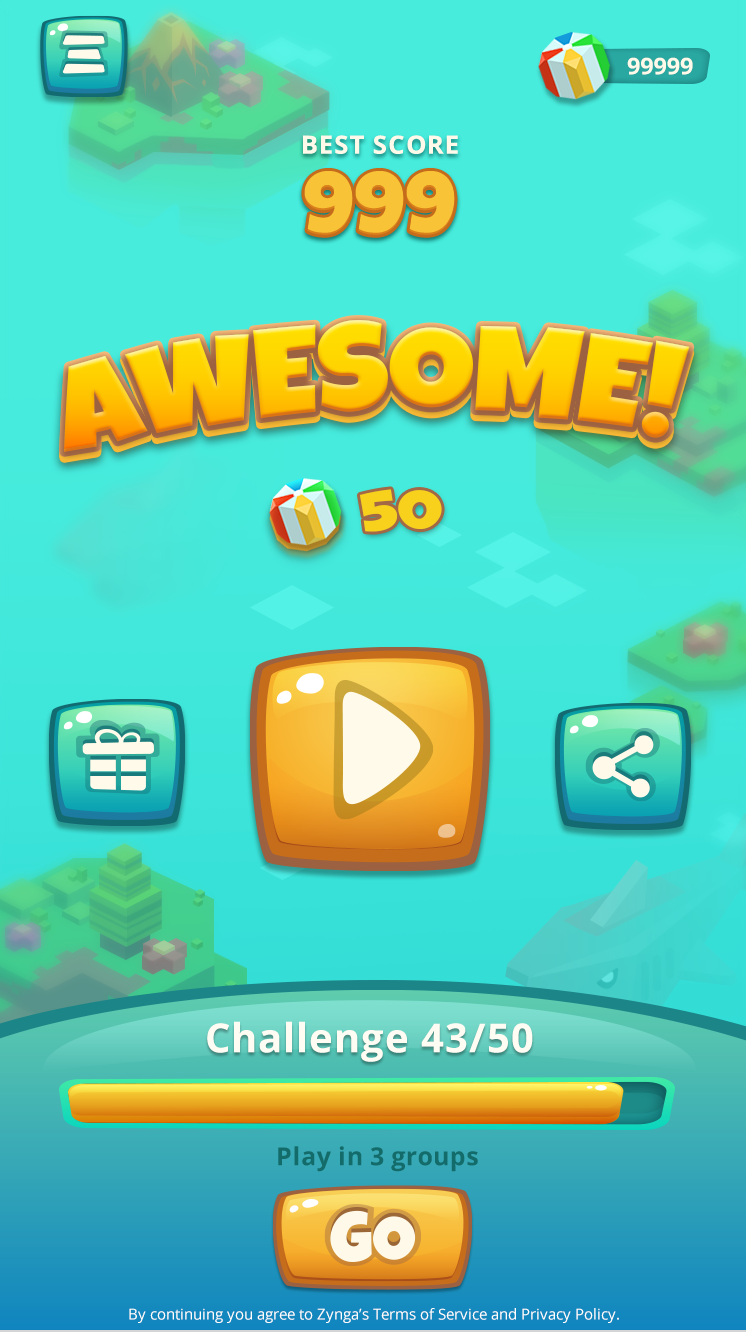 99999
BEST SCORE
999
AWESOME!
50
Challenge 43/50
Play in 3 groups
GO
By continuing you agree to Zynga’s Terms of Service and Privacy Policy.